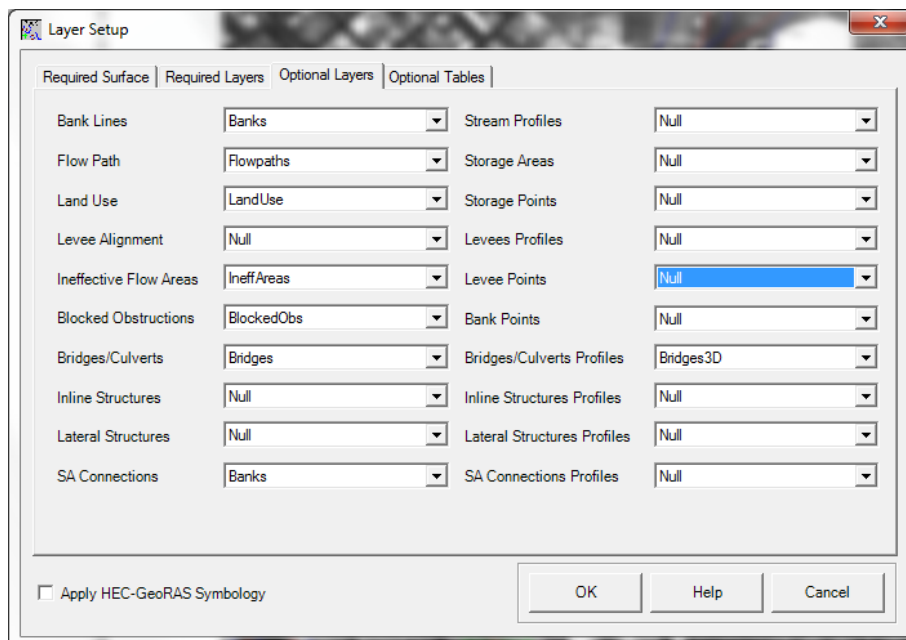 Layer Setup
Required Surface Required Layers Optional Layers Optional Tables
Bank Lines Banks Stream Profiles Null
Flow Path Flowpaths Storage Areas Null
Land Use LandUse Storage Points Null
Levee Alignment Null Levees Profiles Null
Ineffective Flow Areas IneffAreas Levee Points Null
Blocked Obstructions BlockedObs Bank Points Null
Bridges/Culverts Bridges Bridges/Culverts Profiles Bridges3D
Inline Structures Null Inline Structures Profiles Null
Lateral Structures Null Lateral Structures Profiles Null
SA Connections Banks SA Connections Profiles Null
Apply HEC-GeoRAS Symbology OK Help Cancel